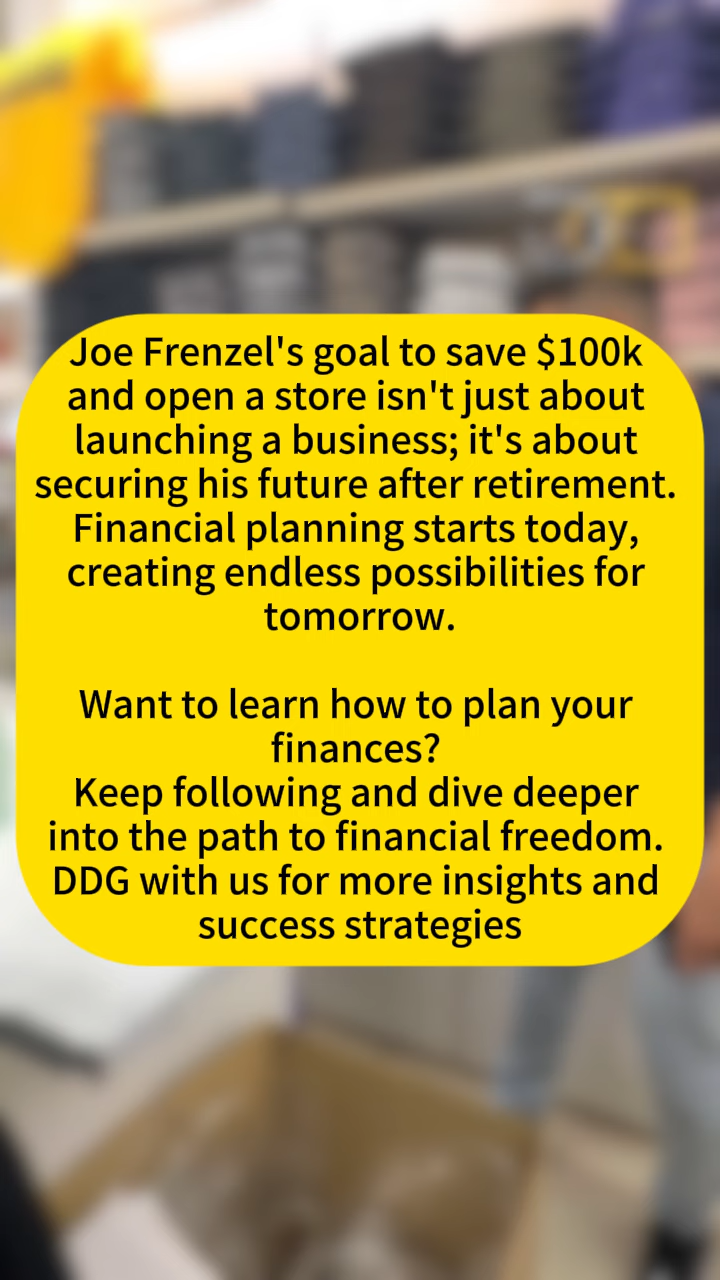 Joe Frenzel's goal to save $100k
and open a store isn't just about
launching a business; it's about
securing his future after retirement.
Financial planning starts today,
creating endless possibilities for
tomorrow.
Want to learn how to plan your
finances?
Keep following and dive deeper
into the path to financial freedom.
DDG with us for more insights and
success strategies